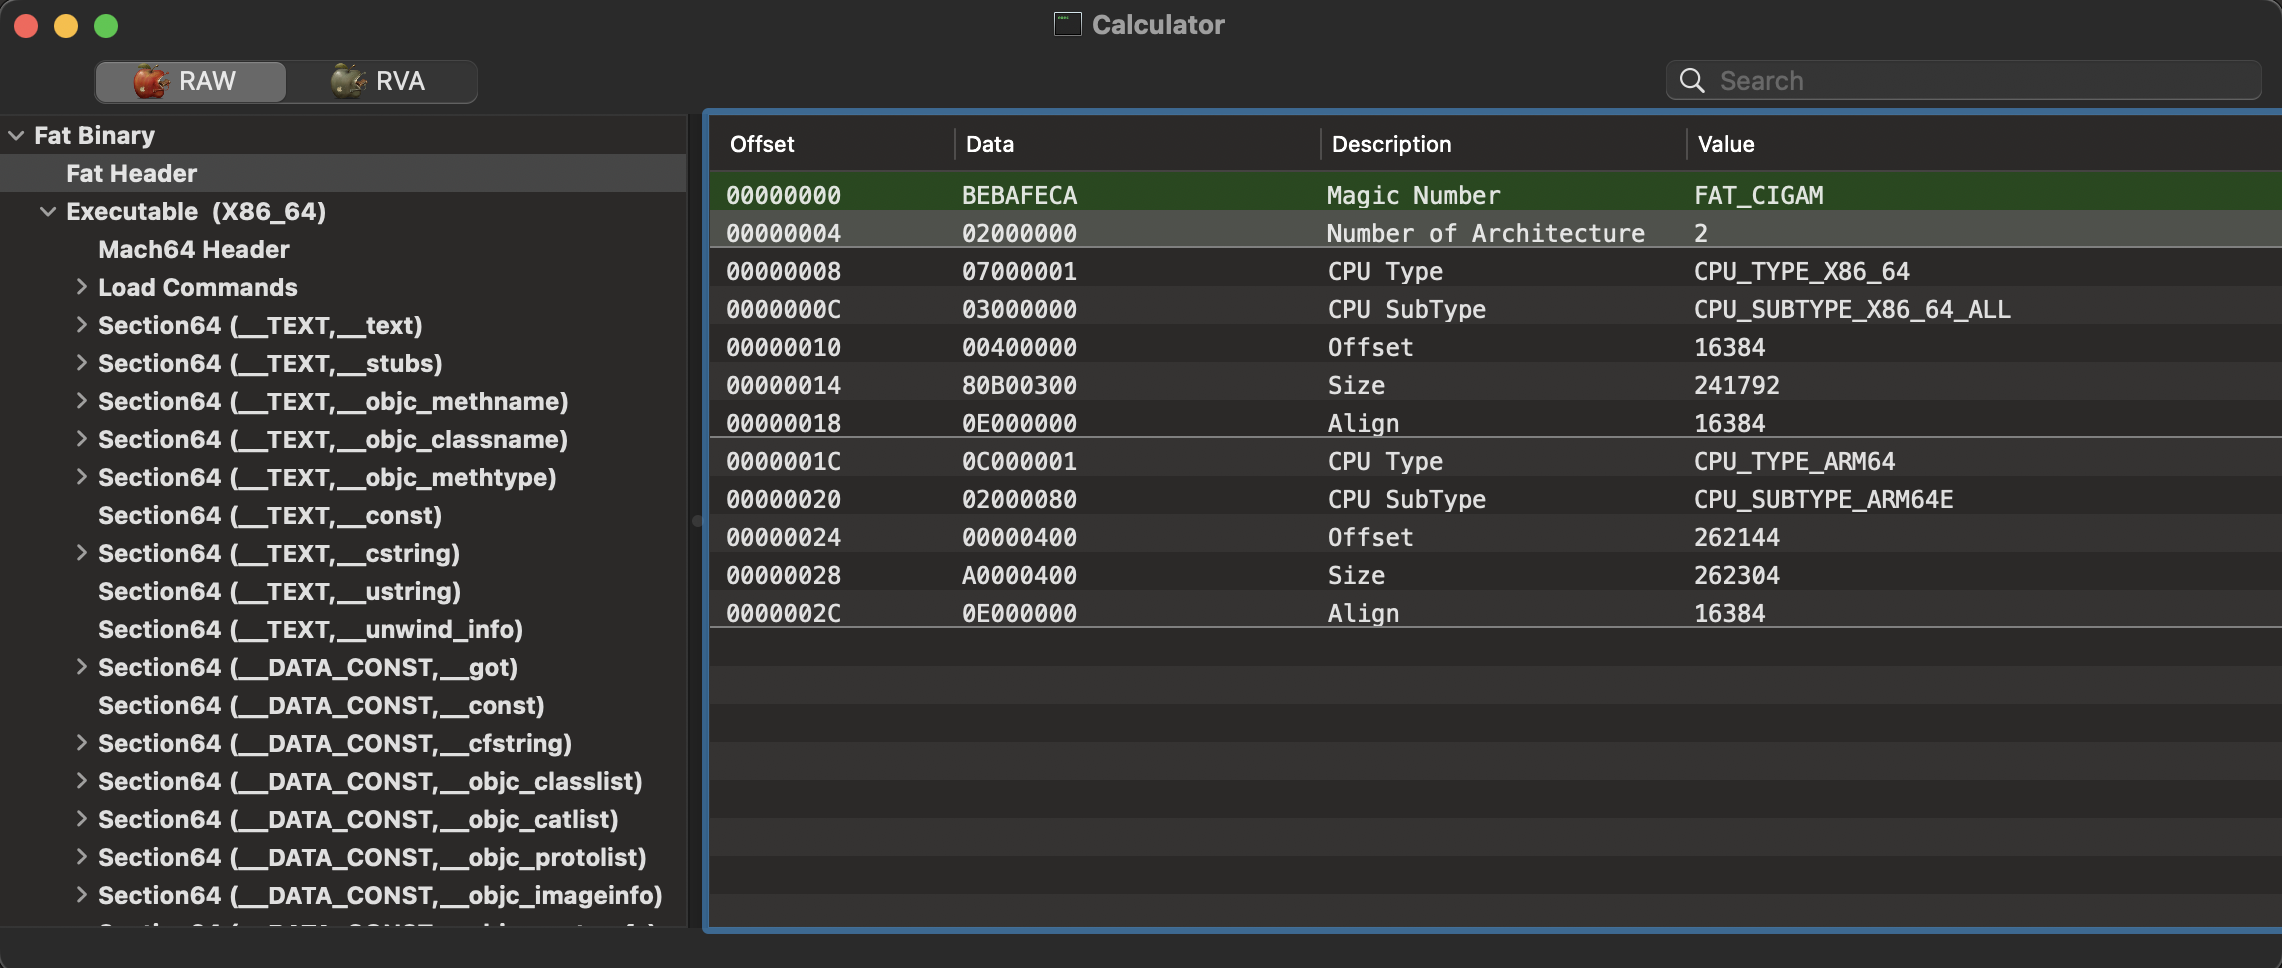 Calculator
RAW RVA Search
Fat Binary
Fat Header
Executable (X86_64)
Mach64 Header
Load Commands
Section64 (__TEXT,__text)
Section64 (__TEXT,__stubs)
Section64 (__TEXT,__objc_methname)
Section64 (__TEXT,__objc_classname)
Section64 (__TEXT,__objc_methtype)
Section64 (__TEXT,__const)
Section64 (__TEXT,__cstring)
Section64 (__TEXT,__ustring)
Section64 (__TEXT,__unwind_info)
Section64 (__DATA_CONST,__got)
Section64 (__DATA_CONST,__const)
Section64 (__DATA_CONST,__cfstring)
Section64 (__DATA_CONST,__objc_classlist)
Section64 (__DATA_CONST,__objc_catlist)
Section64 (__DATA_CONST,__objc_protolist)
Section64 (__DATA_CONST,__objc_imageinfo)
Offset Data Description Value
00000000 BEBAFECA Magic Number FAT_CIGAM
00000004 02000000 Number of Architecture 2
00000008 07000001 CPU Type CPU_TYPE_X86_64
0000000C 03000000 CPU SubType CPU_SUBTYPE_X86_64_ALL
00000010 00400000 Offset 16384
00000014 80B00300 Size 241792
00000018 0E000000 Align 16384
0000001C 0C000001 CPU Type CPU_TYPE_ARM64
00000020 02000080 CPU SubType CPU_SUBTYPE_ARM64E
00000024 00000400 Offset 262144
00000028 A0000400 Size 262304
0000002C 0E000000 Align 16384